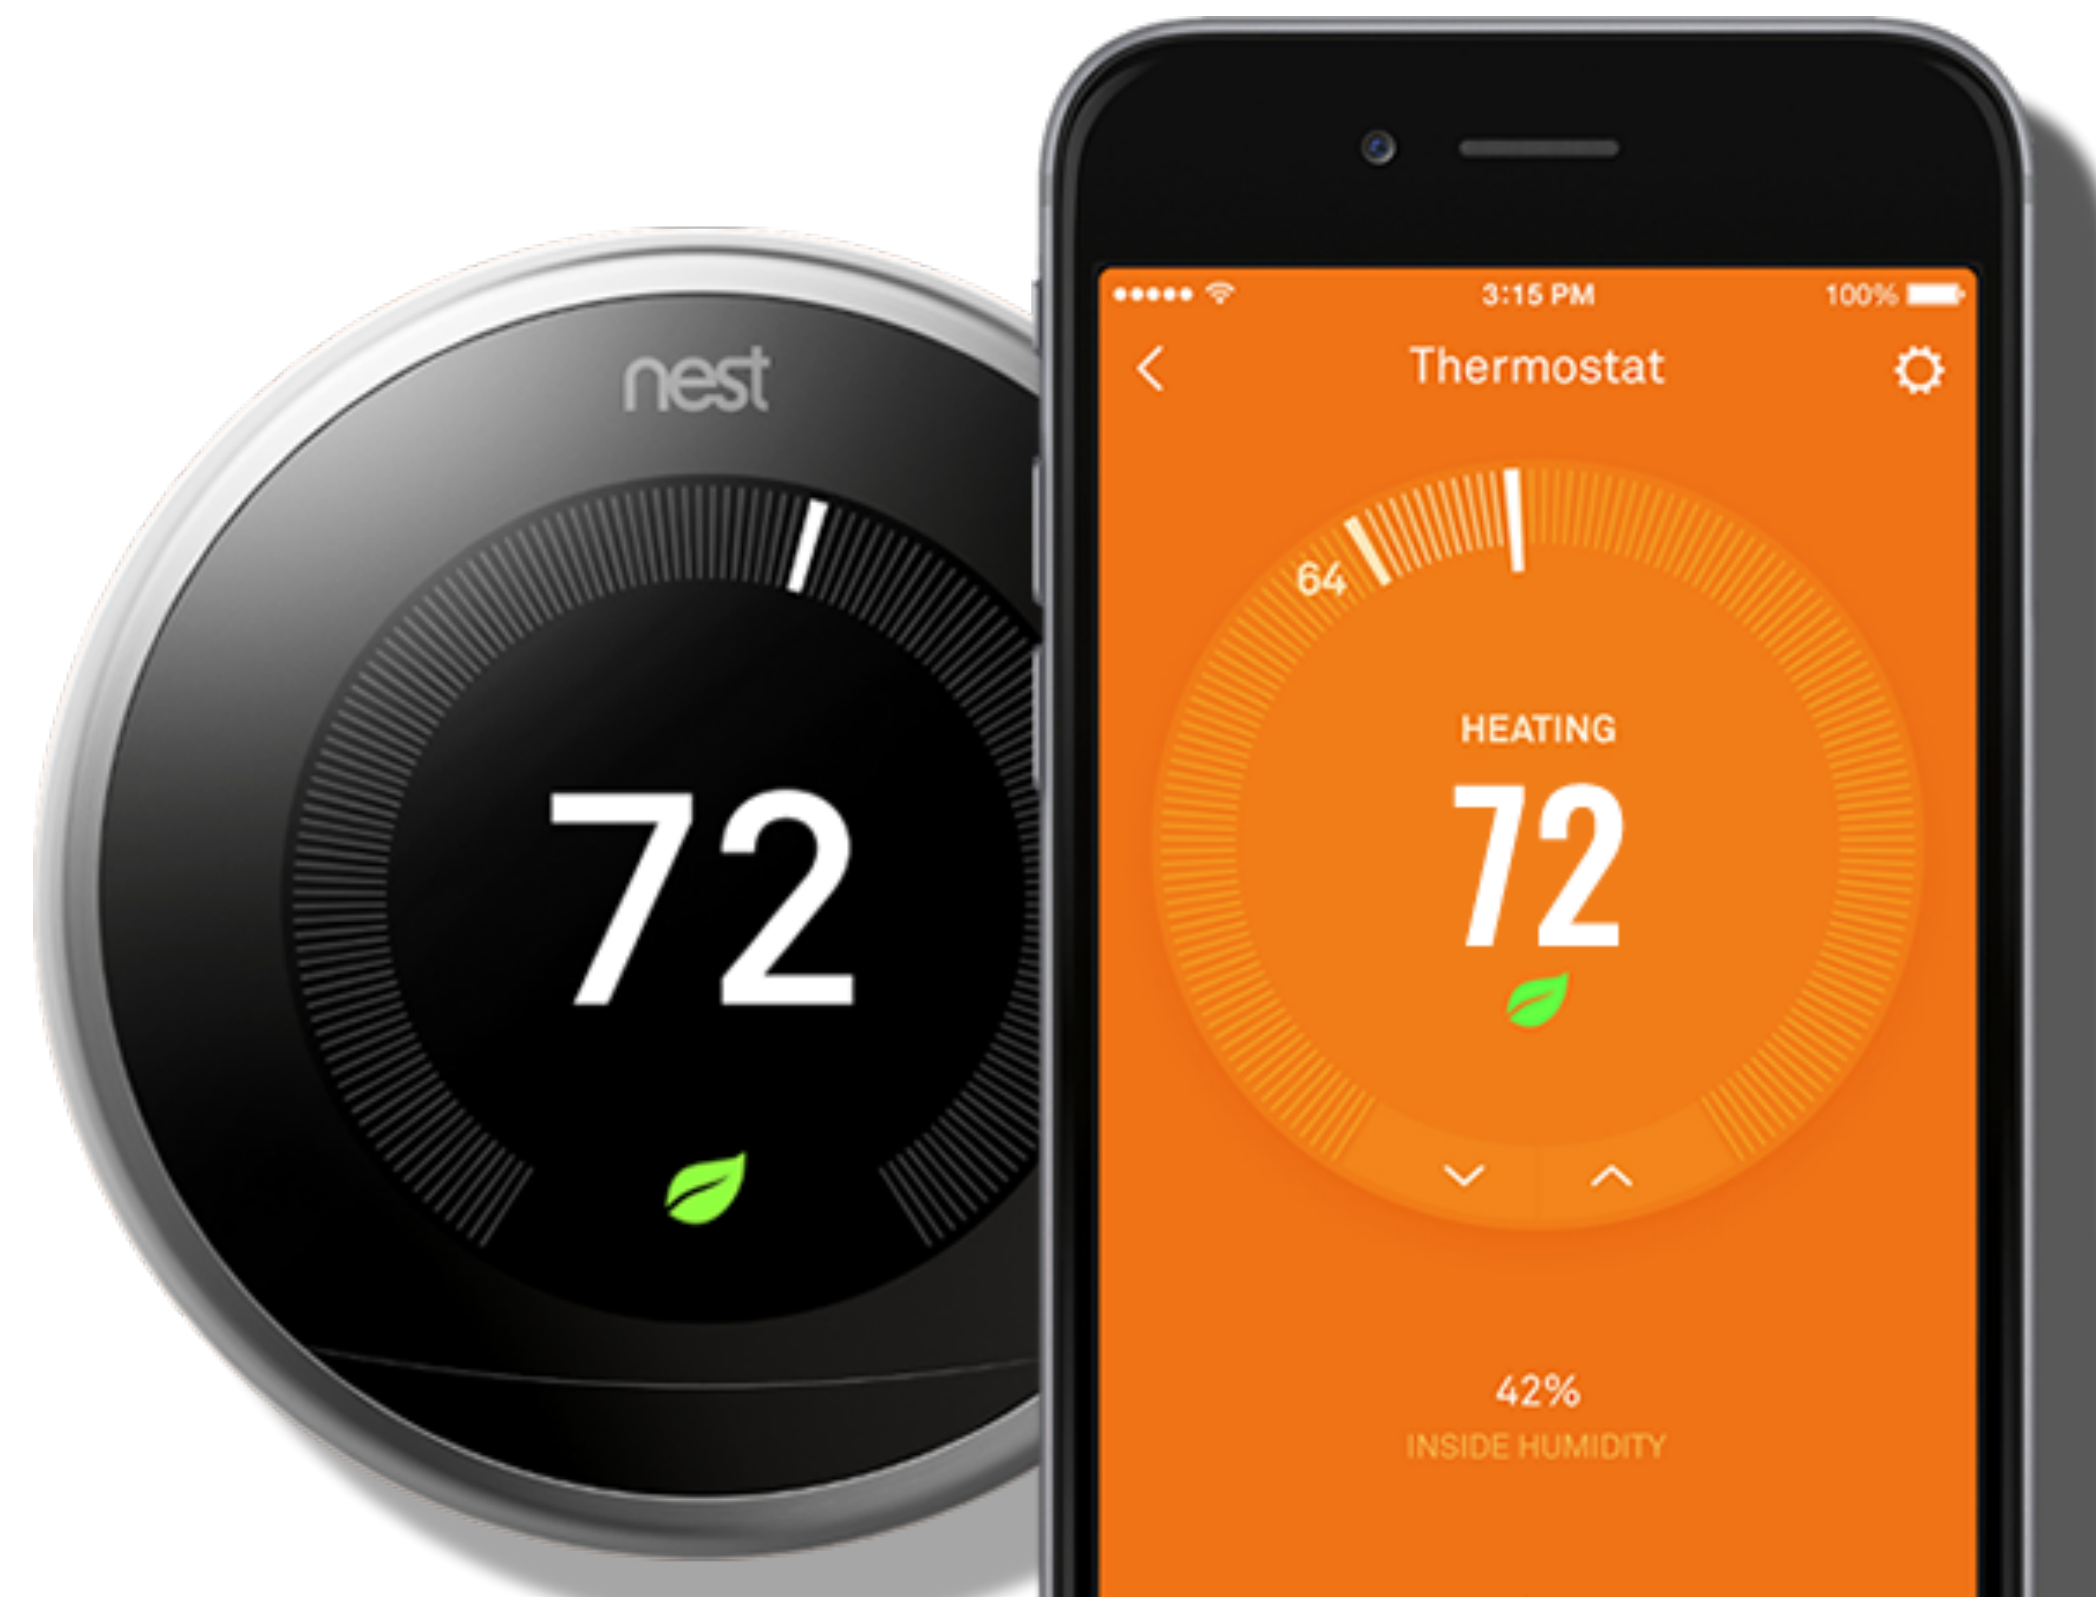 nest
72
3:15 PM
100%
Thermostat
64
HEATING
72
42%
INSIDE HUMIDITY